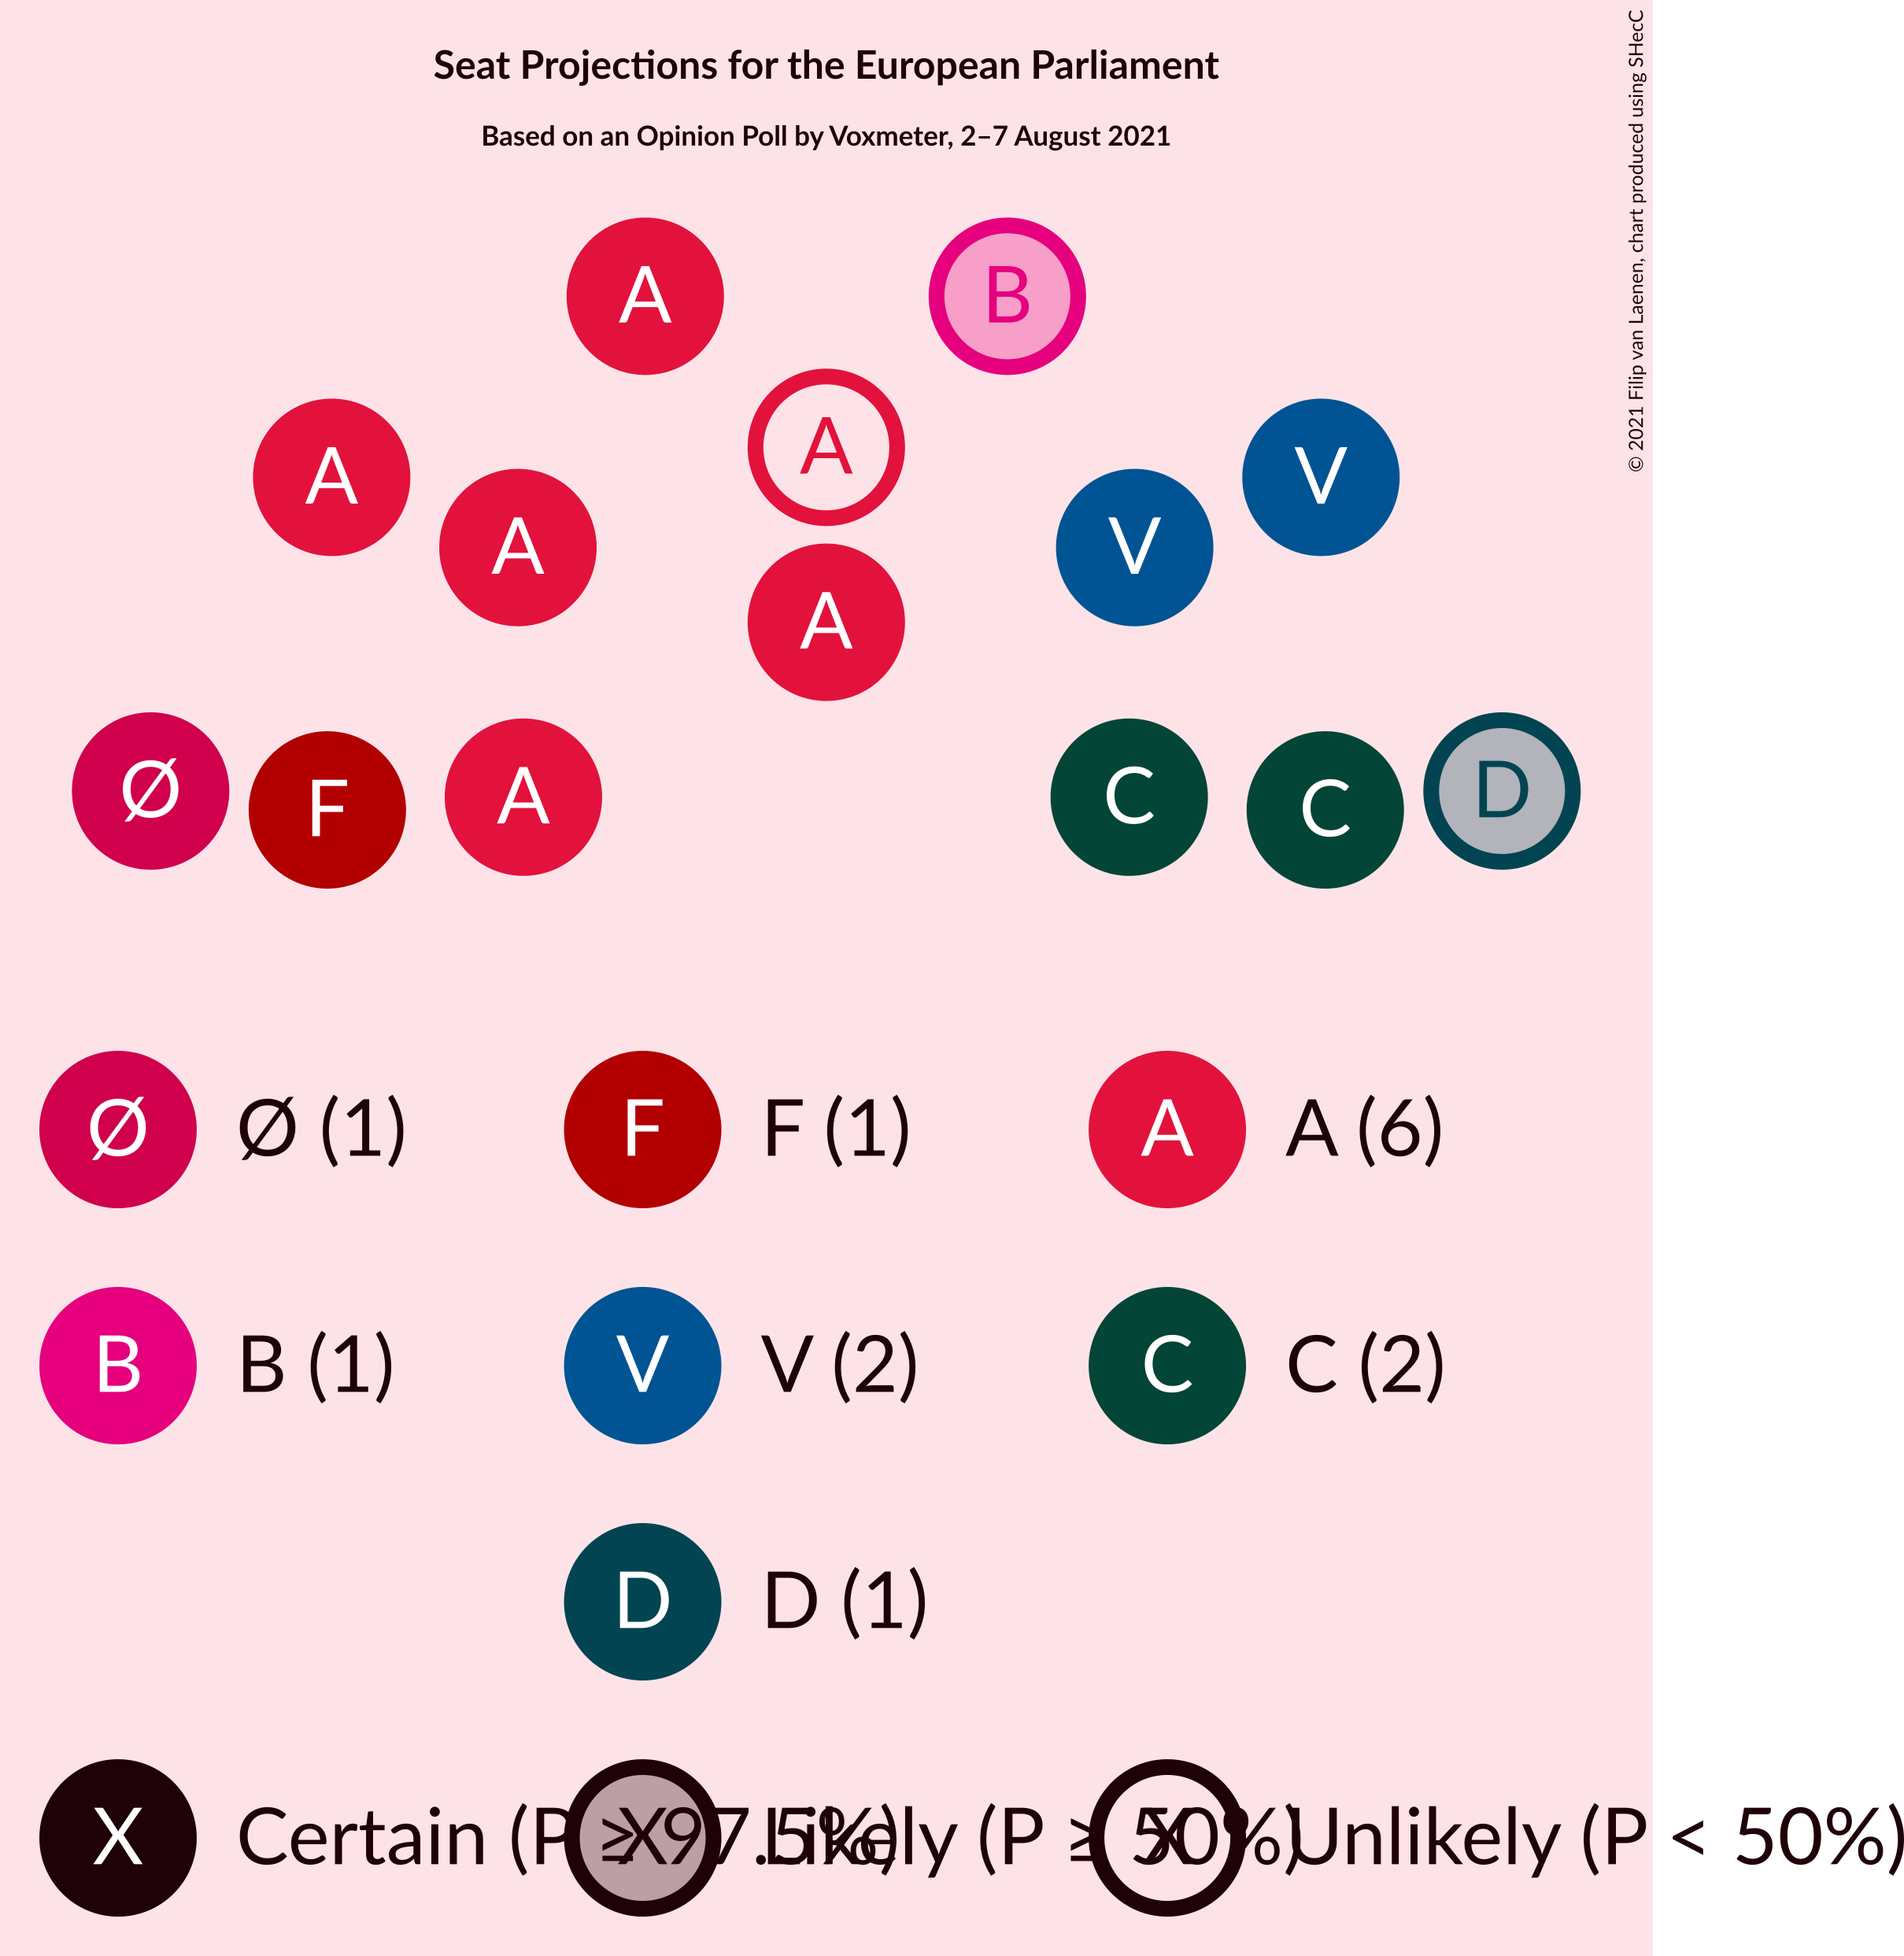 Seat Projections for the European Parliament
Based on an Opinion Poll by Voxmeter, 2–7 August 2021
© 2021 Filip van Laenen, chart produced using SHecC
A
B
A
A
A
V
V
A
Ø
F
A
C
C
D
Ø Ø (1)
F F (1)
A A (6)
B B (1)
V V (2)
C C (2)
D D (1)
X Certain (P ≥ 97.5%)
X Likely (P ≥ 50%)
X Unlikely (P < 50%)